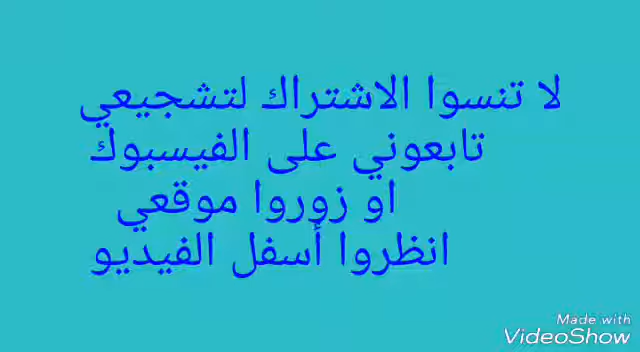 لا تنسوا الاشتراك لتشجيعي
تابعوني على الفيسبوك
او زوروا موقعي
انظروا أسفل الفيديو
Made with
VideoShow